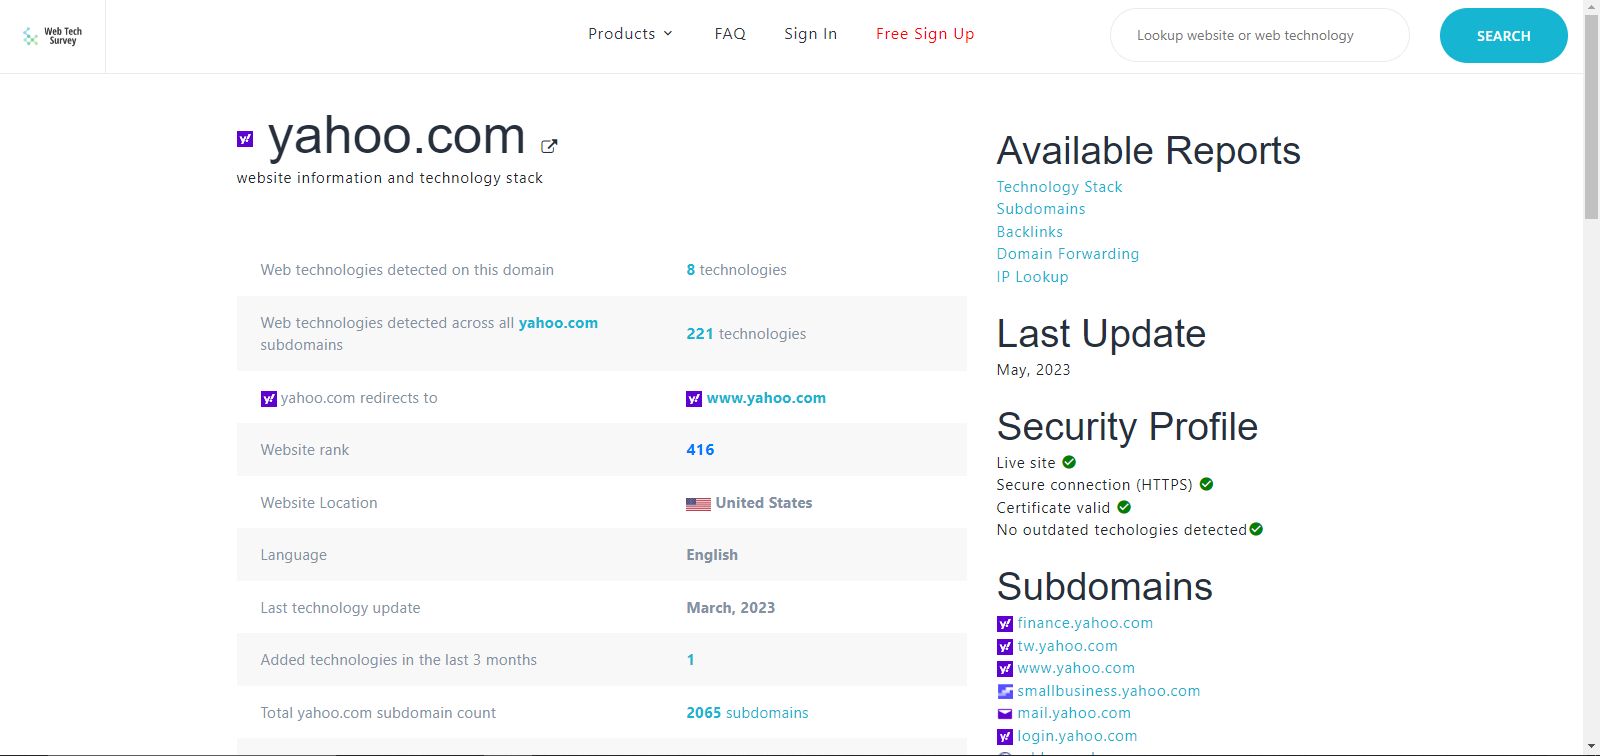 Web Tech
Survey
Products
FAQ
Sign In
Free Sign Up
Lookup website or web technology
SEARCH
yahoo.com
website information and technology stack
Web technologies detected on this domain
8 technologies
Web technologies detected across all yahoo.com
subdomains
221 technologies
yahoo.com redirects to
www.yahoo.com
Website rank
416
Website Location
United States
Language
English
Last technology update
March, 2023
Added technologies in the last 3 months
1
Total yahoo.com subdomain count
2065 subdomains
Available Reports
Technology Stack
Subdomains
Backlinks
Domain Forwarding
IP Lookup
Last Update
May, 2023
Security Profile
Live site
Secure connection (HTTPS)
Certificate valid
No outdated techologies detected
Subdomains
finance.yahoo.com
tw.yahoo.com
www.yahoo.com
smallbusiness.yahoo.com
mail.yahoo.com
login.yahoo.com